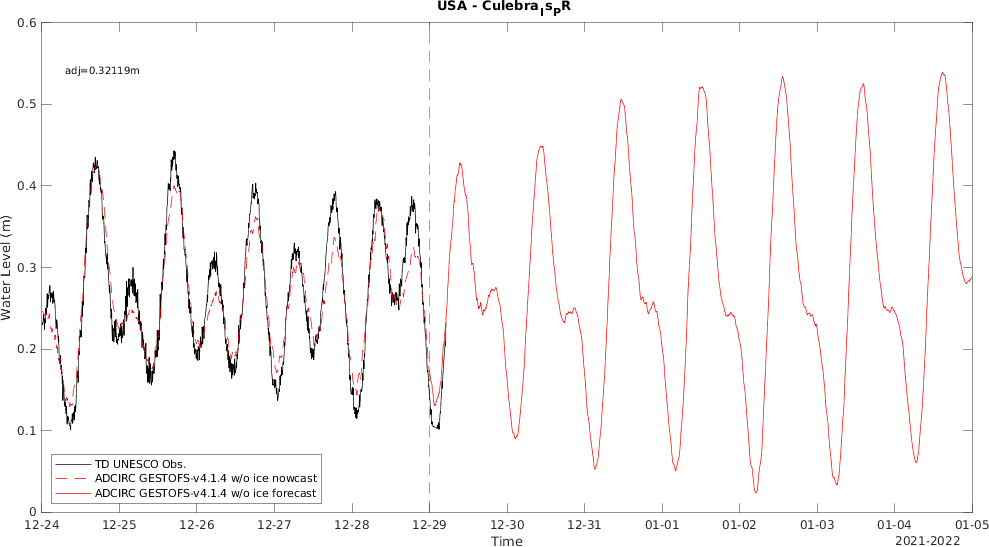 USA - CulebraIsPR
adj=0.32119m
0.6
0.5
0.4
0.3
0.2
0.1
0
Water Level (m)
TD UNESCO Obs.
ADCIRC GESTOFS-v4.1.4 w/o ice nowcast
ADCIRC GESTOFS-v4.1.4 w/o ice forecast
12-24 12-25 12-26 12-27 12-28 12-29 12-30 12-31 01-01 01-02 01-03 01-04 01-05
Time
2021-2022